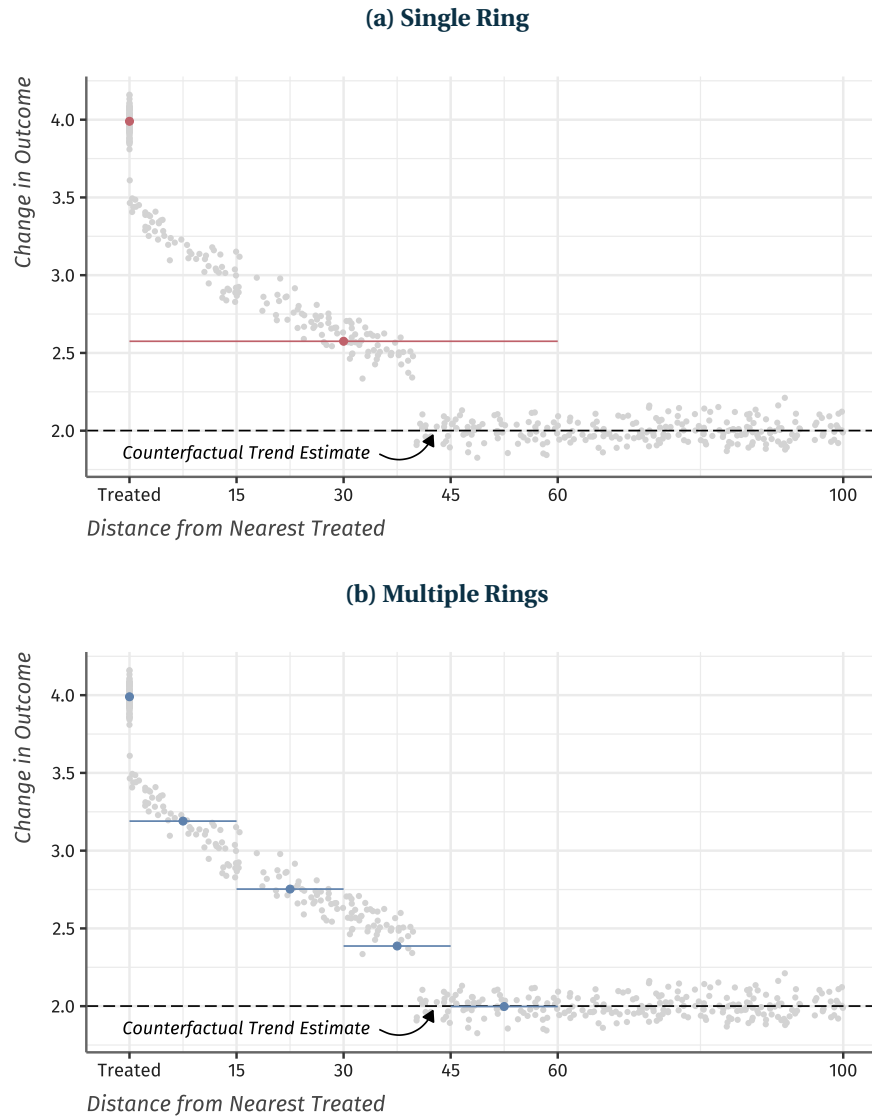 (a) Single Ring
Change in Outcome
4.0
3.5
3.0
2.5
2.0
Counterfactual Trend Estimate
Treated 15 30 45 60 100
Distance from Nearest Treated
(b) Multiple Rings
Change in Outcome
4.0
3.5
3.0
2.5
2.0
Counterfactual Trend Estimate
Treated 15 30 45 60 100
Distance from Nearest Treated